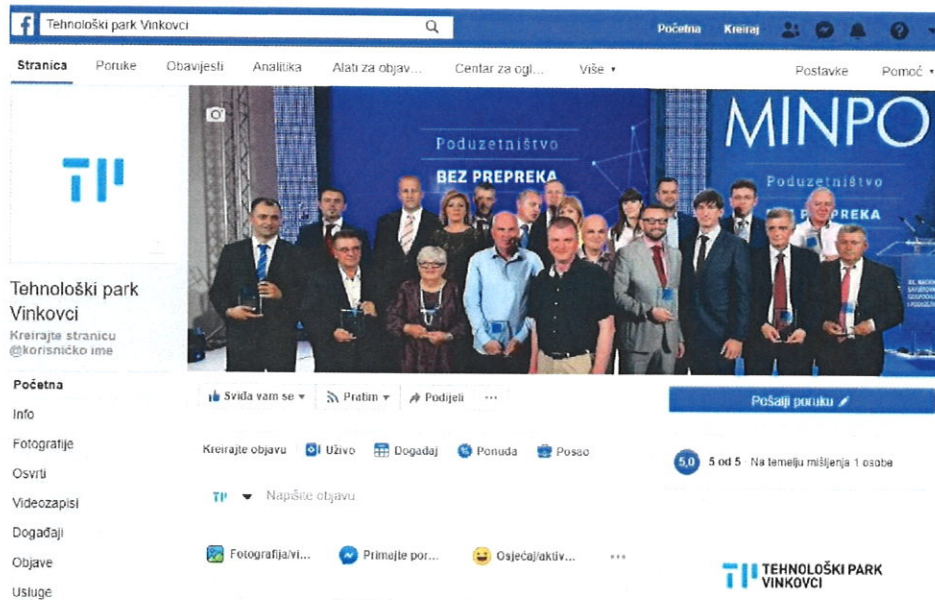 Tehnološki park Vinkovci
Početna Kreiraj
Stranica Poruke Obavijesti Analitika Alati za objav... Centar za ogl... Više
Postavke Pomoć
MINPO
Poduzetništvo
BEZ PREPREKA
Poduzetništvo
PREPREKA
Tehnološki park
Vinkovci
Kreirajte stranicu
@korisničko ime
Početna
Info
Fotografije
Osvrti
Videozapisi
Događaji
Objave
Usluge
Sviđa vam se Pratim Podijeli ...
Pošalji poruku
Kreirajte objavu Uživo Događaj Ponuda Posao
5,0 5 od 5 · Na temelju mišljenja 1 osobe
Napišite objavu
Fotografija/vi... Primajte por... Osjećaj/aktiv... ...
TEHNOLOŠKI PARK
VINKOVCI